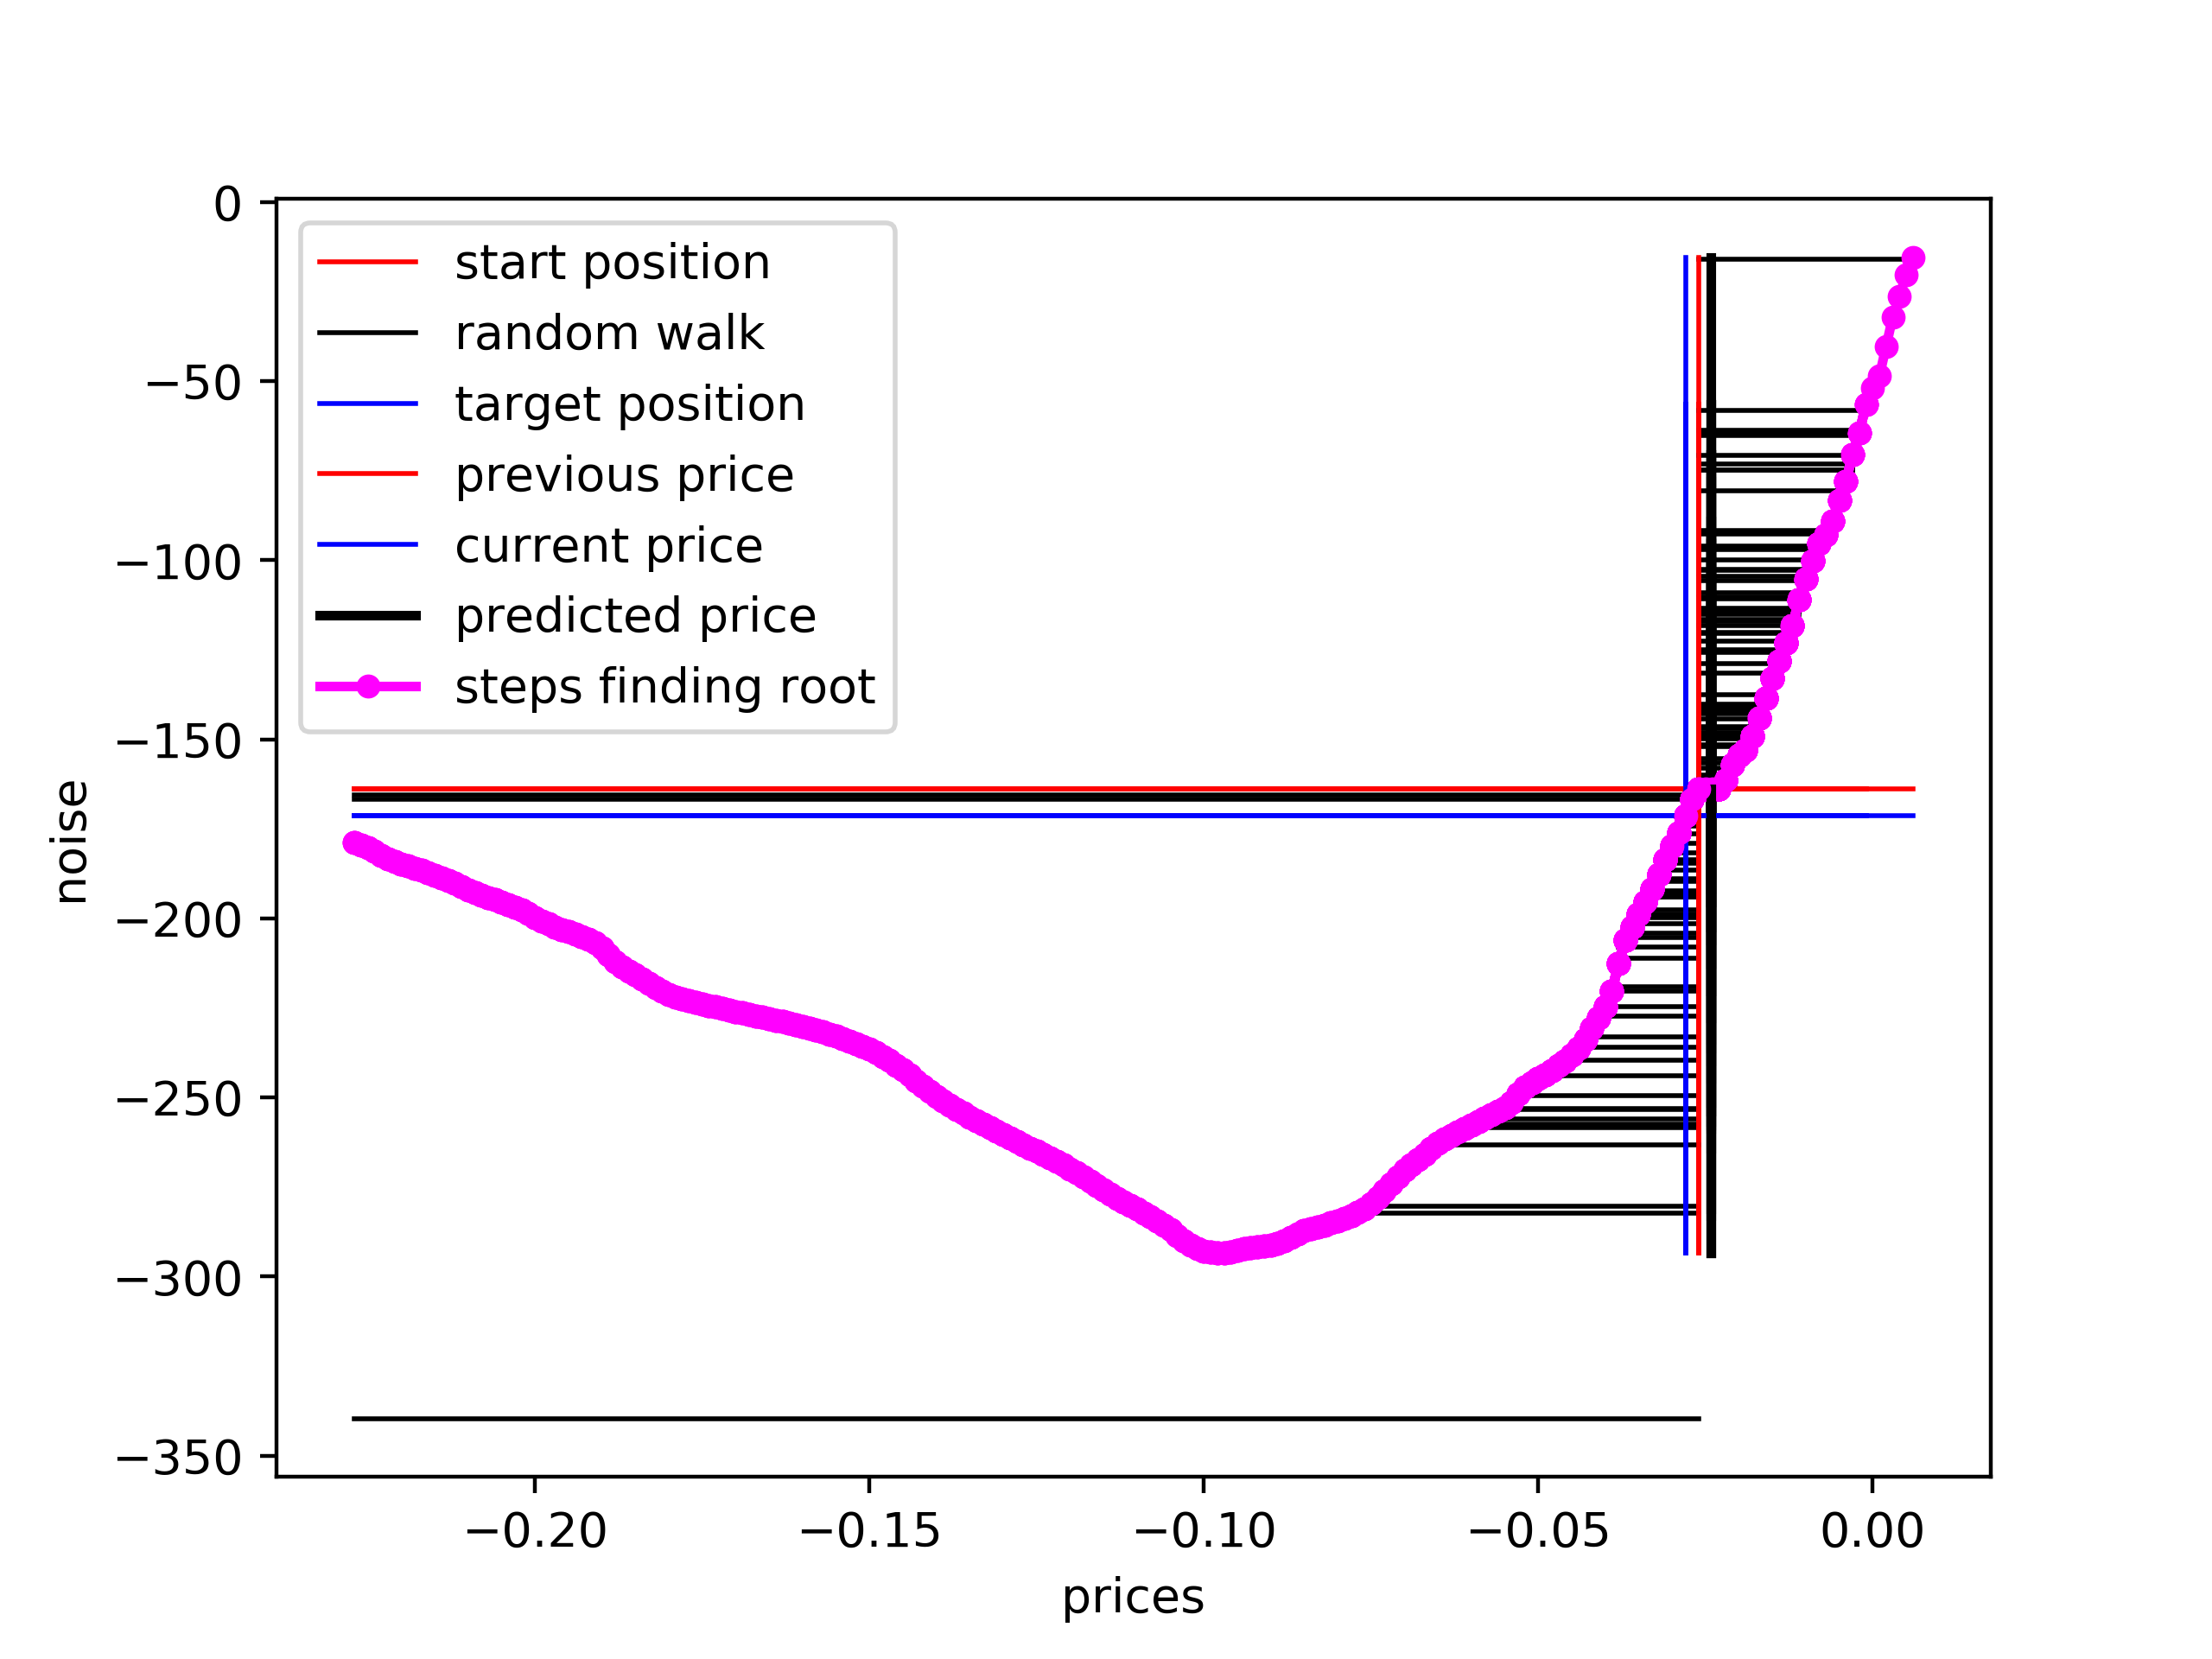 0
−50
−100
−150
−200
−250
−300
−350
noise
start position
random walk
target position
previous price
current price
predicted price
steps finding root
−0.20 −0.15 −0.10 −0.05 0.00
prices